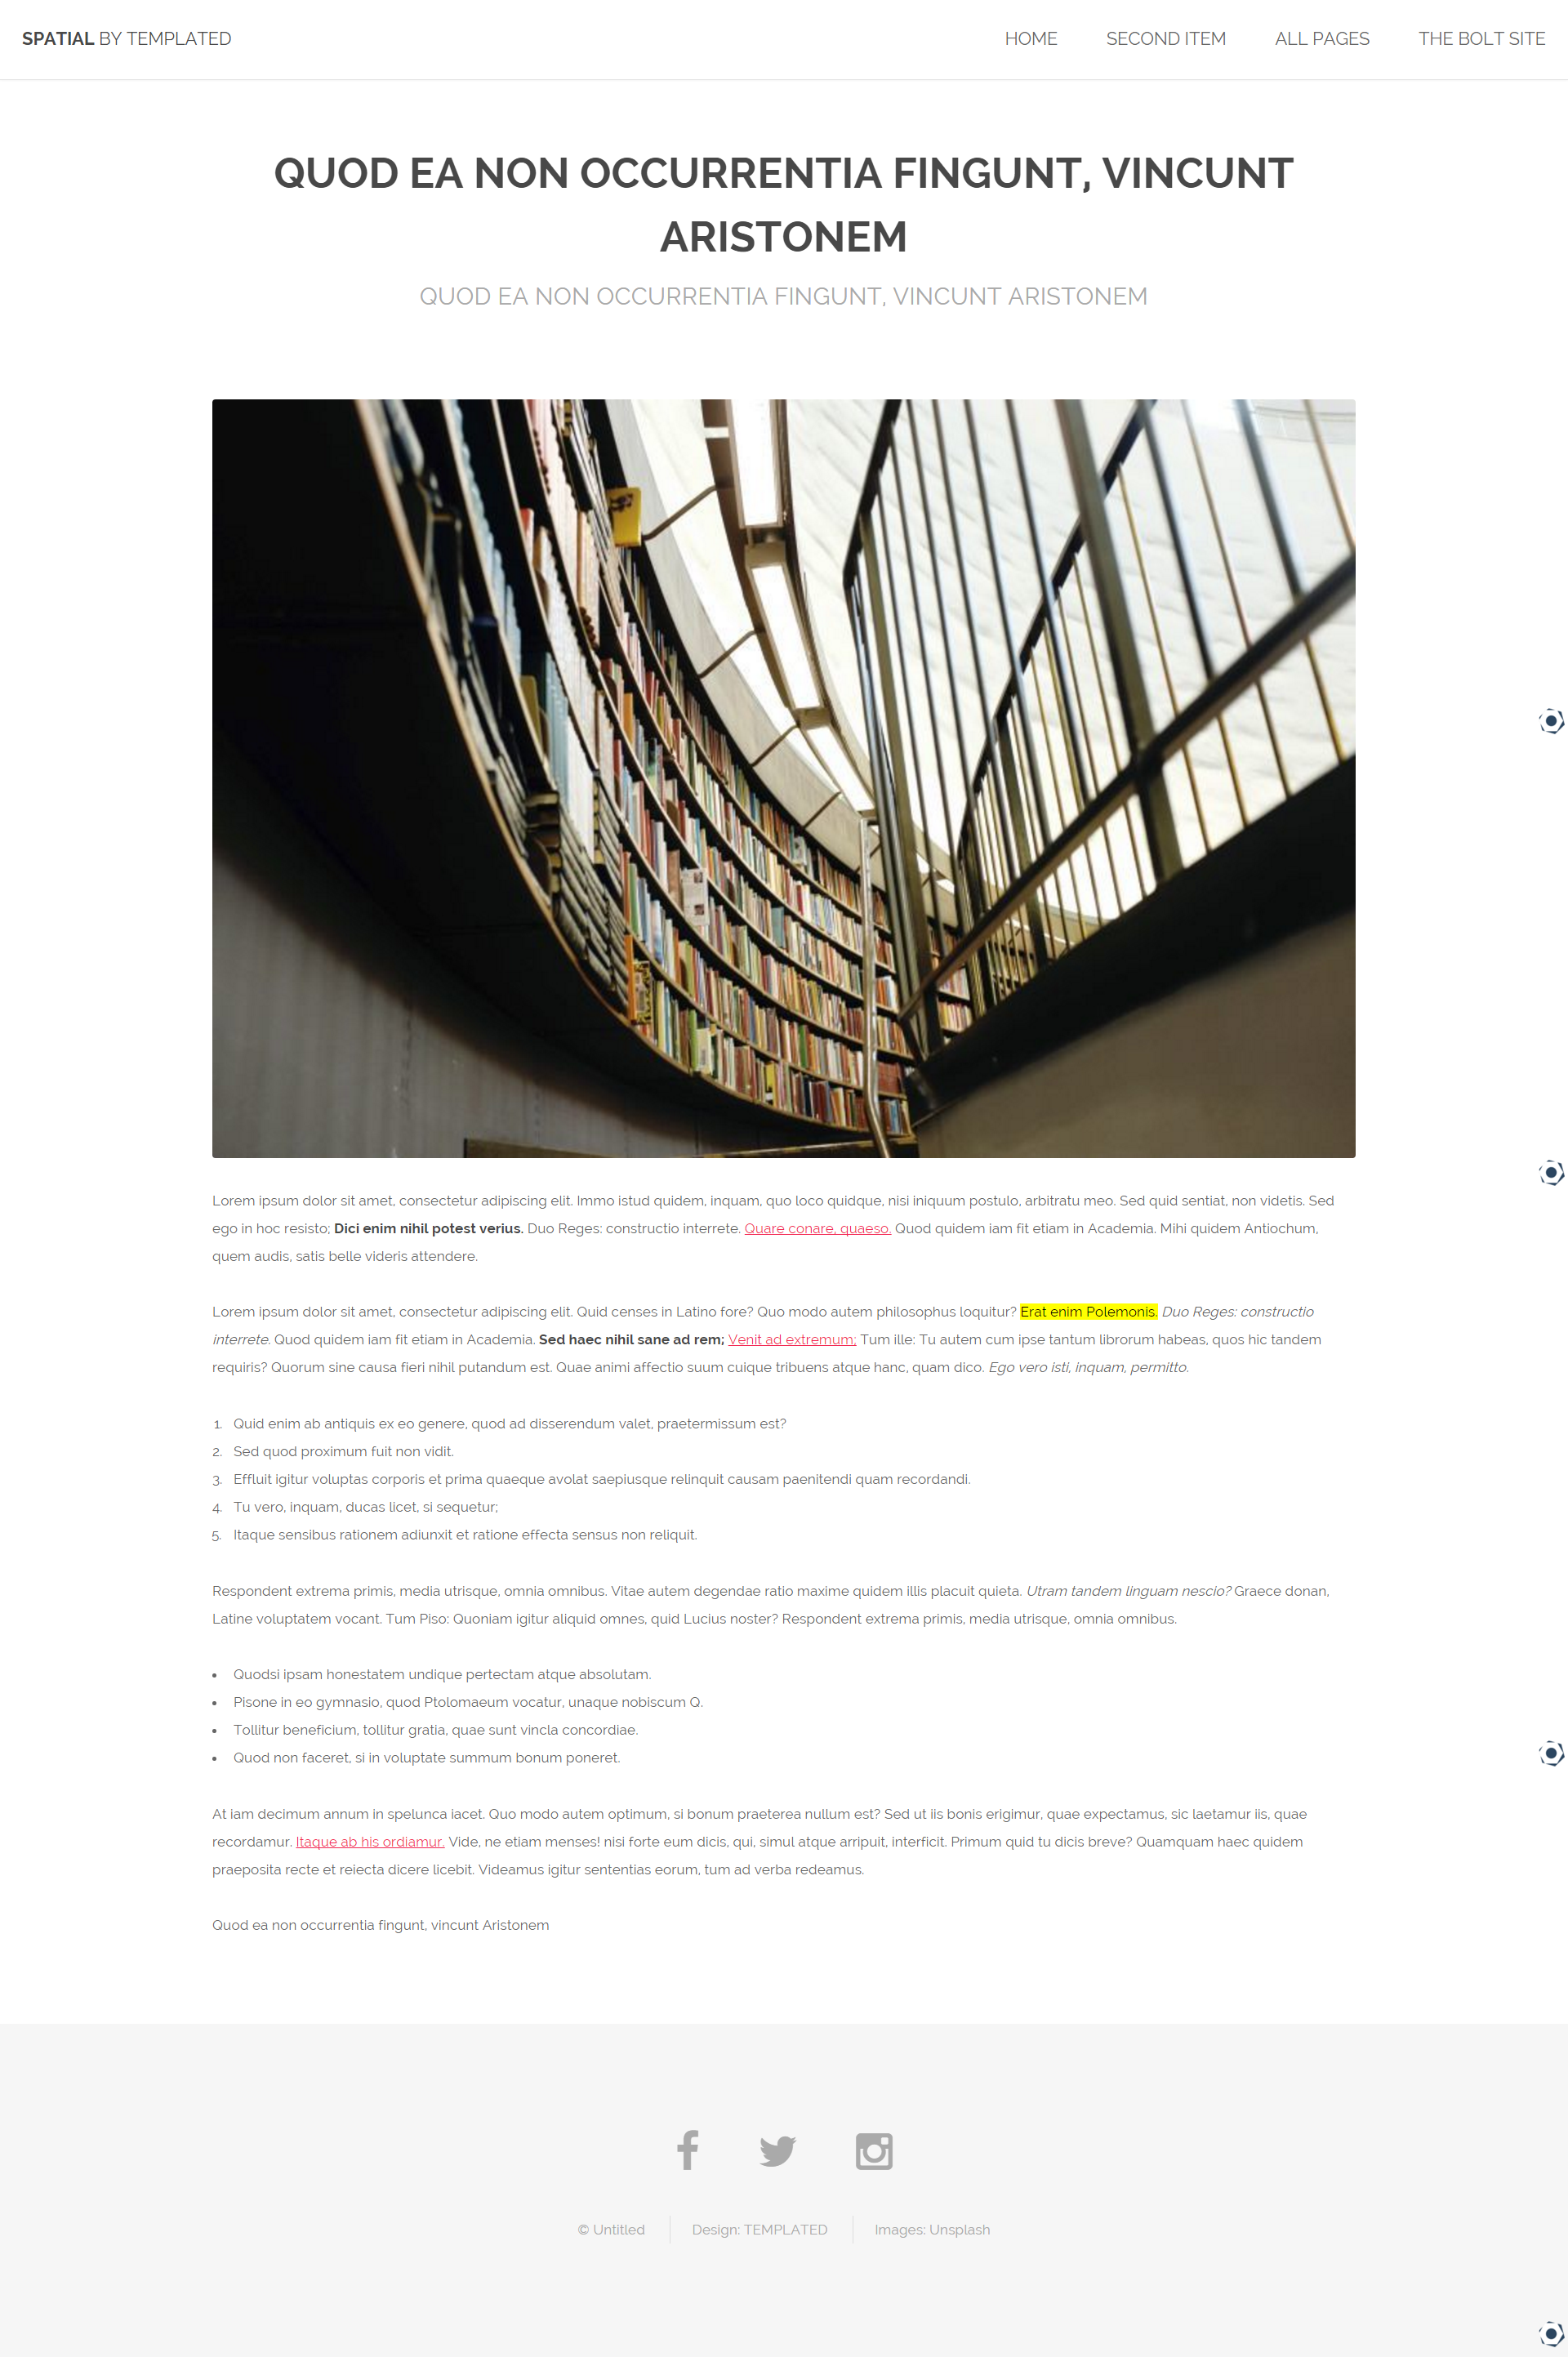 SPATIAL BY TEMPLATED
HOME SECOND ITEM ALL PAGES THE BOLT SITE
QUOD EA NON OCCURRENTIA FINGUNT, VINCUNT
ARISTONEM
QUOD EA NON OCCURRENTIA FINGUNT, VINCUNT ARISTONEM
Lorem ipsum dolor sit amet, consectetur adipiscing elit. Immo istud quidem, inquam, quo loco quidque, nisi iniquum postulo, arbitratu meo. Sed quid sentiat, non videtis. Sed
ego in hoc resisto; Dici enim nihil potest verius. Duo Reges: constructio interrete. Quare conare, quaeso. Quod quidem iam fit etiam in Academia. Mihi quidem Antiochum,
quem audis, satis belle videris attendere.
Lorem ipsum dolor sit amet, consectetur adipiscing elit. Quid censes in Latino fore? Quo modo autem philosophus loquitur? Erat enim Polemonis. Duo Reges: constructio
interrete. Quod quidem iam fit etiam in Academia. Sed haec nihil sane ad rem; Venit ad extremum; Tum ille: Tu autem cum ipse tantum librorum habeas, quos hic tandem
requiris? Quorum sine causa fieri nihil putandum est. Quae animi affectio suum cuique tribuens atque hanc, quam dico. Ego vero isti, inquam, permitto.
1. Quid enim ab antiquis ex eo genere, quod ad disserendum valet, praetermissum est?
2. Sed quod proximum fuit non vidit.
3. Effluit igitur voluptas corporis et prima quaeque avolat saepiusque relinquit causam paenitendi quam recordandi.
4. Tu vero, inquam, ducas licet, si sequetur;
5. Itaque sensibus rationem adiunxit et ratione effecta sensus non reliquit.
Respondent extrema primis, media utrisque, omnia omnibus. Vitae autem degendae ratio maxime quidem illis placuit quieta. Utram tandem linguam nescio? Graece donan,
Latine voluptatem vocant. Tum Piso: Quoniam igitur aliquid omnes, quid Lucius noster? Respondent extrema primis, media utrisque, omnia omnibus.
• Quodsi ipsam honestatem undique pertectam atque absolutam.
• Pisone in eo gymnasio, quod Ptolomaeum vocatur, unaque nobiscum Q.
• Tollitur beneficium, tollitur gratia, quae sunt vincla concordiae.
• Quod non faceret, si in voluptate summum bonum poneret.
At iam decimum annum in spelunca iacet. Quo modo autem optimum, si bonum praeterea nullum est? Sed ut iis bonis erigimur, quae expectamus, sic laetamur iis, quae
recordamur. Itaque ab his ordiamur. Vide, ne etiam menses! nisi forte eum dicis, qui, simul atque arripuit, interficit. Primum quid tu dicis breve? Quamquam haec quidem
praeposita recte et reiecta dicere licebit. Videamus igitur sententias eorum, tum ad verba redeamus.
Quod ea non occurrentia fingunt, vincunt Aristonem
© Untitled Design: TEMPLATED Images: Unsplash